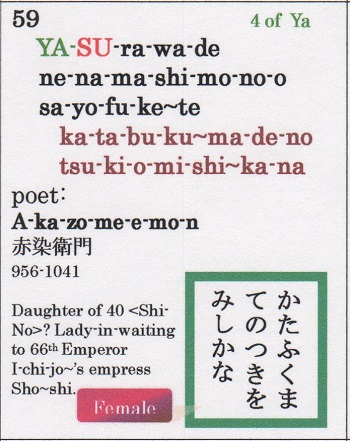 59
4 of Ya
YA-SU-ra-wa-de
ne-na-ma-shi-mo-no-o
sa-yo-fu-ke~te
ka-ta-bu-ku~ma-de-no
tsu-ki-o-mi-shi~ka-na
poet:
A-ka-zo-me-e-mo-n
赤染衛門
956-1041
Daughter of 40 <Shi-
No>? Lady-in-waiting
to 66th Emperor
I-chi-jo~'s empress
Sho~shi.
Female
かたふくま
てのつきを
みしかな